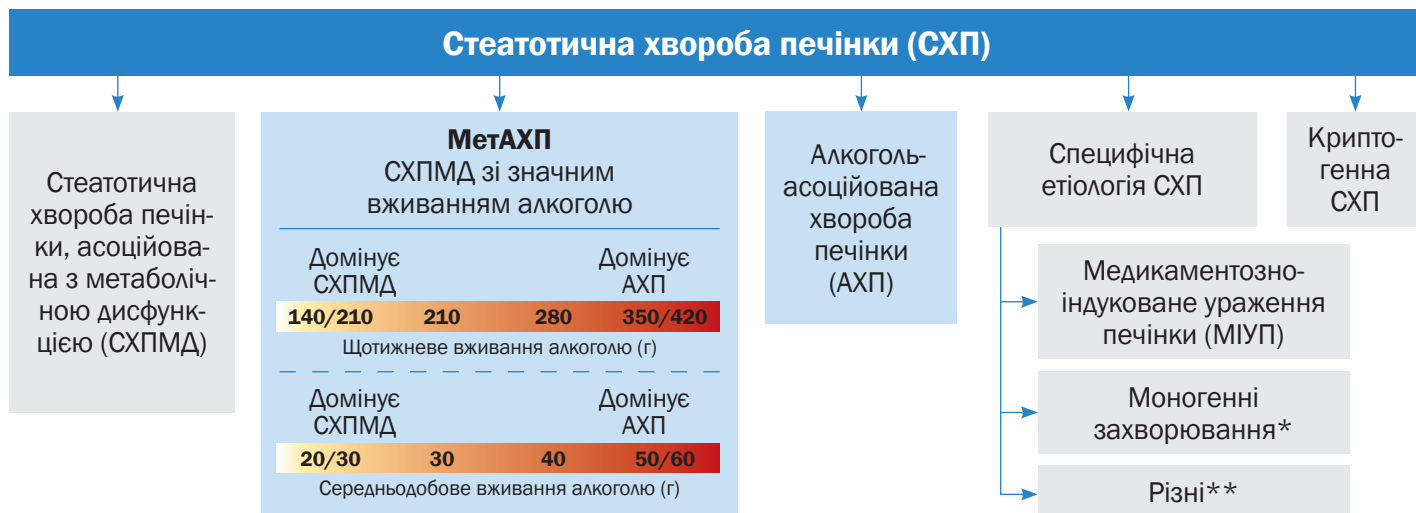 Стеатотична хвороба печінки (СХП)
Стеатотична
хвороба печін-
ки, асоційова-
на з метаболіч-
ною дисфунк-
цією (СХПМД)
МетАХП
СХПМД зі значним
вживанням алкоголю
Домінує
СХПМД
Домінує
АХП
140/210 210 280 350/420
Щотижневе вживання алкоголю (г)
Домінує
СХПМД
Домінує
АХП
20/30 30 40 50/60
Середньодобове вживання алкоголю (г)
Алкоголь-
асоційована
хвороба
печінки
(АХП)
Специфічна
етіологія СХП
Медикаментозно-
індуковане ураження
печінки (МІУП)
Моногенні
захворювання*
Різні**
Крипто-
генна
СХП